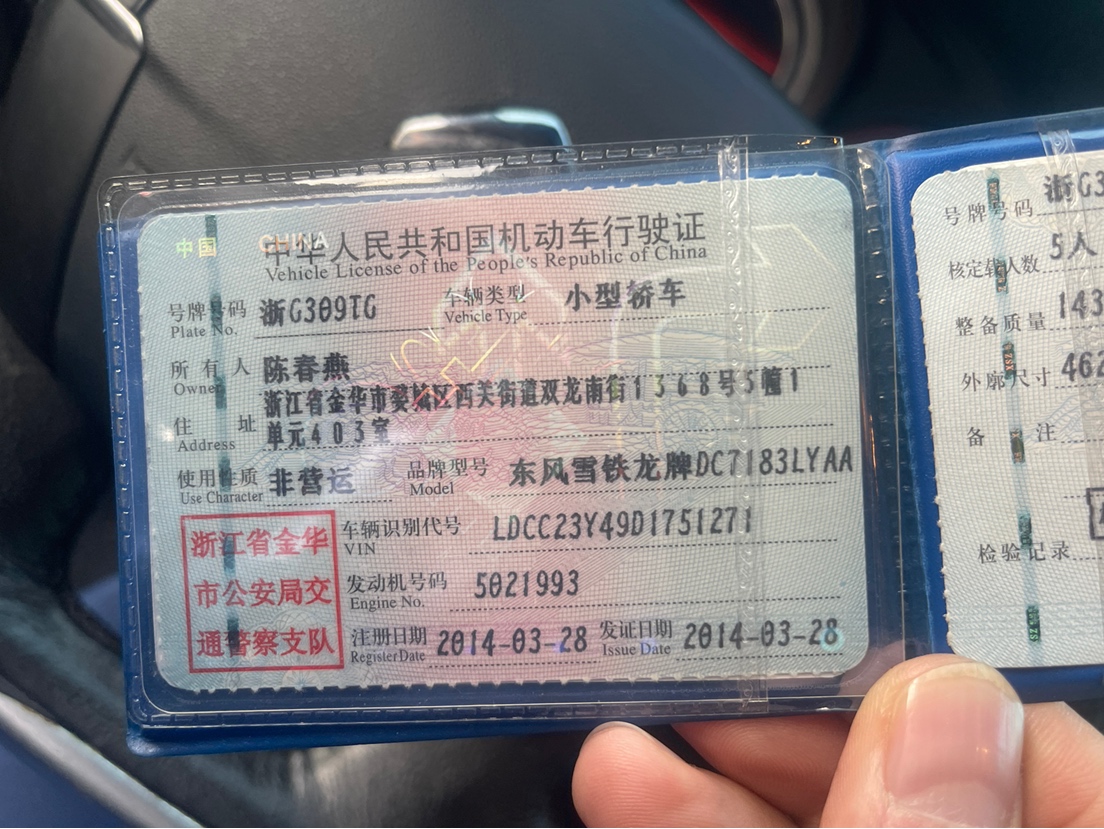 中国 CHINA
中华人民共和国机动车行驶证
Vehicle License of the People's Republic of China
号牌号码 浙G309TG 车辆类型 小型轿车
Plate No. Vehicle Type
所有人 陈春燕
Owner
浙江省金华市婺城区西关街道双龙南街1368号5幢1
住址 单元403室
Address
使用性质 非营运 品牌型号 东风雪铁龙牌DC7183LYAA
Use Character Model
浙江省金华
市公安局交
通警察支队
车辆识别代号 LDCC23Y49D1751271
VIN
发动机号码 5021993
Engine No.
注册日期 2014-03-28 发证日期 2014-03-28
Register Date Issue Date
号牌号码 浙G3
核定载人数 5人
整备质量 143
外廓尺寸 462
备注
检验记录